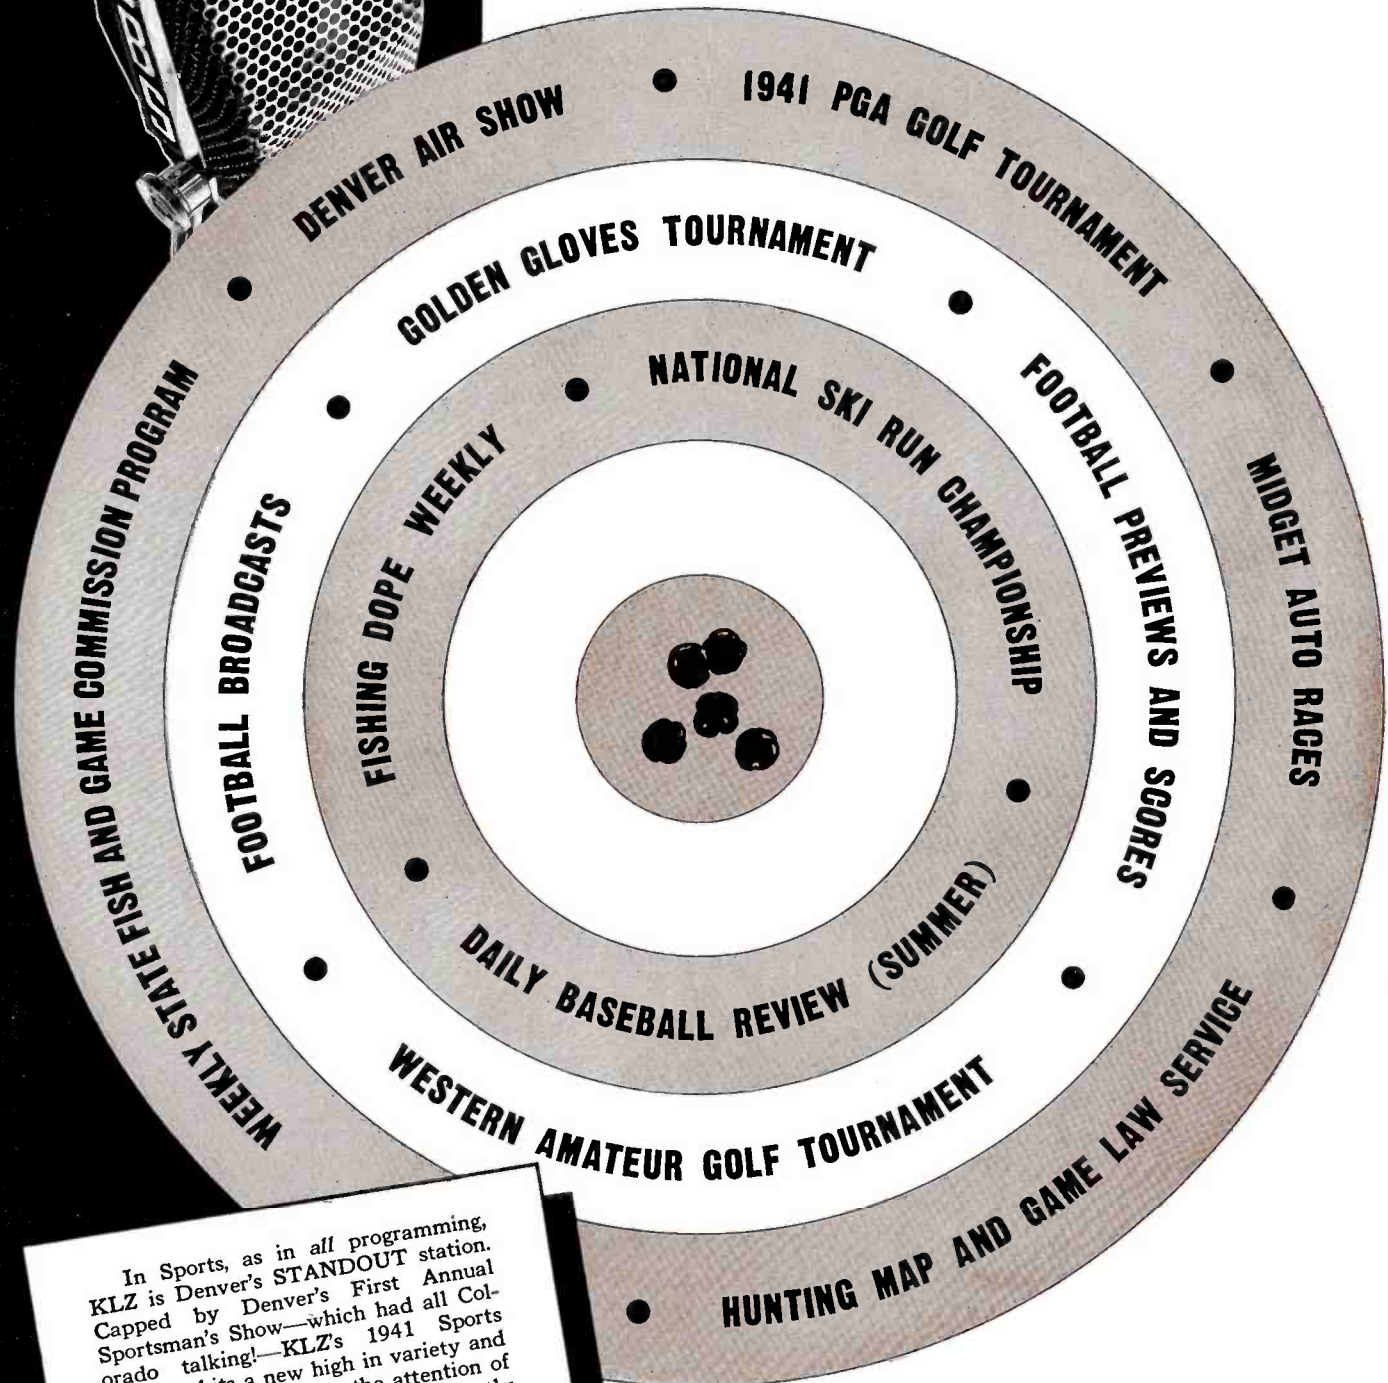 DENVER AIR SHOW
1941 PGA GOLF TOURNAMENT
MIDGET AUTO RACES
HUNTING MAP AND GAME LAW SERVICE
WEEKLY STATE FISH AND GAME COMMISSION PROGRAM
GOLDEN GLOVES TOURNAMENT
FOOTBALL PREVIEWS AND SCORES
WESTERN AMATEUR GOLF TOURNAMENT
FOOTBALL BROADCASTS
NATIONAL SKI RUN CHAMPIONSHIP
DAILY BASEBALL REVIEW (SUMMER)
FISHING DOPE WEEKLY
In Sports, as in all programming,
KLZ is Denver's STANDOUT station.
Capped by Denver's First Annual
Sportsman's Show—which had all Col-
orado talking!—KLZ's 1941 Sports
a new high in variety and
the attention of